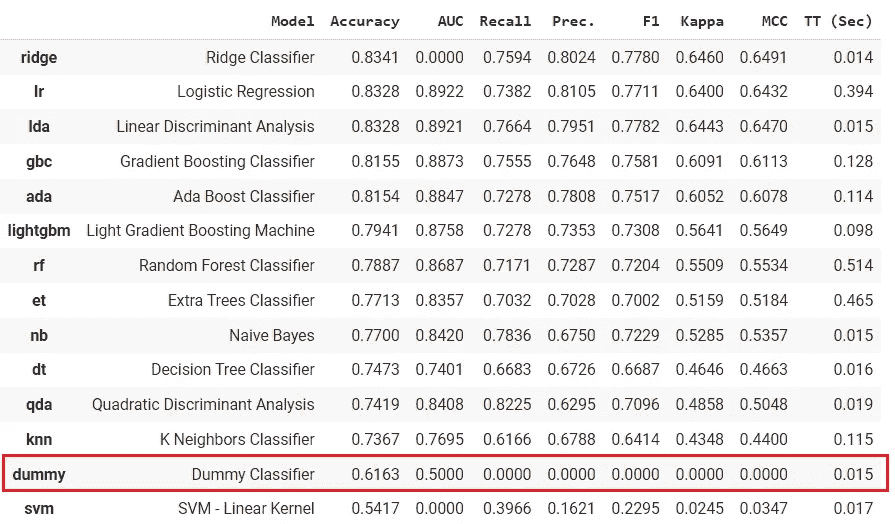 Model Accuracy AUC Recall Prec. F1 Kappa MCC TT (Sec)
ridge Ridge Classifier 0.8341 0.0000 0.7594 0.8024 0.7780 0.6460 0.6491 0.014
lr Logistic Regression 0.8328 0.8922 0.7382 0.8105 0.7711 0.6400 0.6432 0.394
lda Linear Discriminant Analysis 0.8328 0.8921 0.7664 0.7951 0.7782 0.6443 0.6470 0.015
gbc Gradient Boosting Classifier 0.8155 0.8873 0.7555 0.7648 0.7581 0.6091 0.6113 0.128
ada Ada Boost Classifier 0.8154 0.8847 0.7278 0.7808 0.7517 0.6052 0.6078 0.114
lightgbm Light Gradient Boosting Machine 0.7941 0.8758 0.7278 0.7353 0.7308 0.5641 0.5649 0.098
rf Random Forest Classifier 0.7887 0.8687 0.7171 0.7287 0.7204 0.5509 0.5534 0.514
et Extra Trees Classifier 0.7713 0.8357 0.7032 0.7028 0.7002 0.5159 0.5184 0.465
nb Naive Bayes 0.7700 0.8420 0.7836 0.6750 0.7229 0.5285 0.5357 0.015
dt Decision Tree Classifier 0.7473 0.7401 0.6683 0.6726 0.6687 0.4646 0.4663 0.016
qda Quadratic Discriminant Analysis 0.7419 0.8408 0.8225 0.6295 0.7096 0.4858 0.5048 0.019
knn K Neighbors Classifier 0.7367 0.7695 0.6166 0.6788 0.6414 0.4348 0.4400 0.115
dummy Dummy Classifier 0.6163 0.5000 0.0000 0.0000 0.0000 0.0000 0.0000 0.015
svm SVM - Linear Kernel 0.5417 0.0000 0.3966 0.1621 0.2295 0.0245 0.0347 0.017